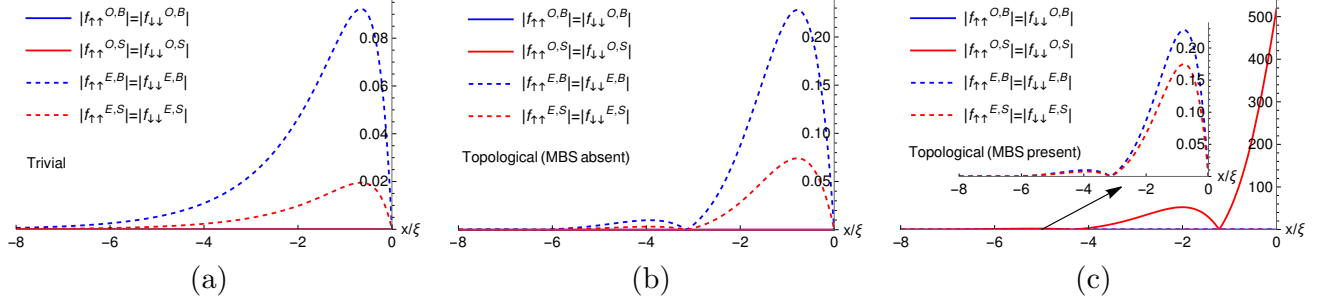 |f↑↑^{O,B}|=|f↓↓^{O,B}|
|f↑↑^{O,S}|=|f↓↓^{O,S}|
|f↑↑^{E,B}|=|f↓↓^{E,B}|
|f↑↑^{E,S}|=|f↓↓^{E,S}|
Trivial
0.08
0.06
0.04
0.02
x/ξ
-8 -6 -4 -2 0
(a)
|f↑↑^{O,B}|=|f↓↓^{O,B}|
|f↑↑^{O,S}|=|f↓↓^{O,S}|
|f↑↑^{E,B}|=|f↓↓^{E,B}|
|f↑↑^{E,S}|=|f↓↓^{E,S}|
Topological (MBS absent)
0.20
0.15
0.10
0.05
x/ξ
-8 -6 -4 -2 0
(b)
|f↑↑^{O,B}|=|f↓↓^{O,B}|
|f↑↑^{O,S}|=|f↓↓^{O,S}|
|f↑↑^{E,B}|=|f↓↓^{E,B}|
|f↑↑^{E,S}|=|f↓↓^{E,S}|
Topological (MBS present)
0.20
0.15
0.10
0.05
x/ξ
-8 -6 -4 -2 0
500
400
300
200
100
x/ξ
-8 -6 -4 -2 0
(c)